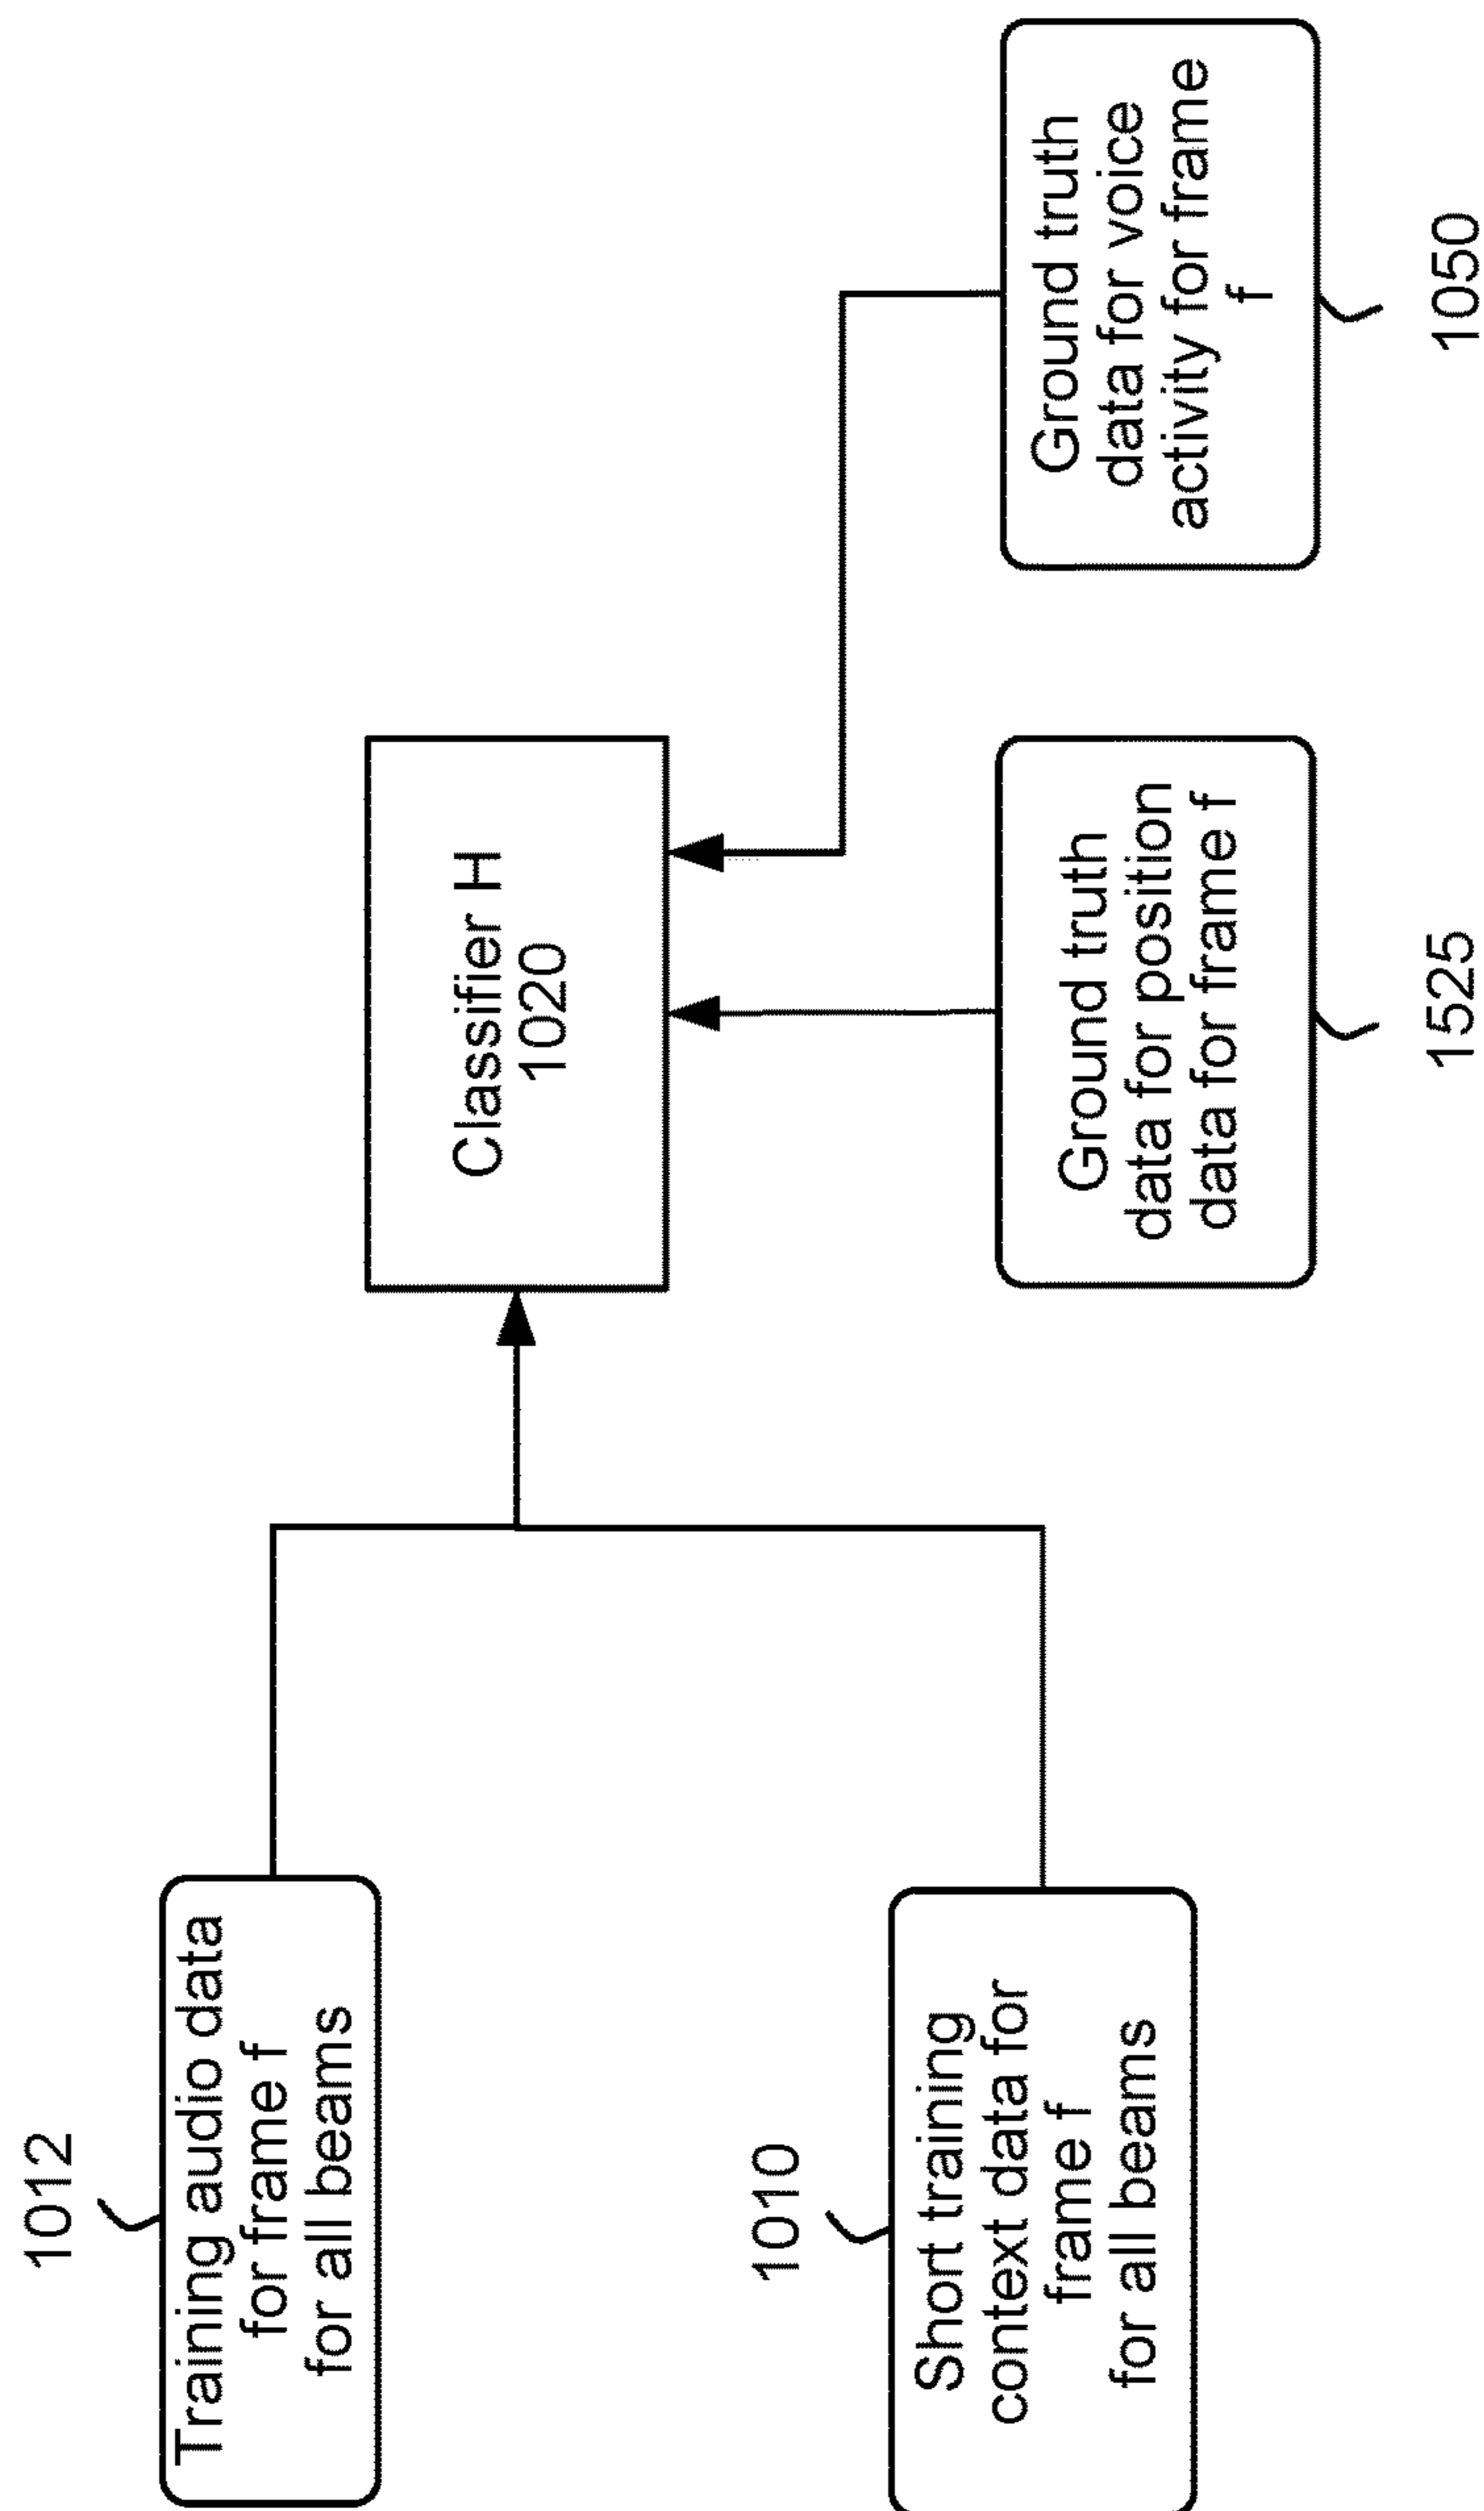 1012
Training audio data
for frame f
for all beams
1010
Short training
context data for
frame f
for all beams
Classifier H
1020
Ground truth
data for position
data for frame f
1525
Ground truth
data for voice
activity for frame
f
1050